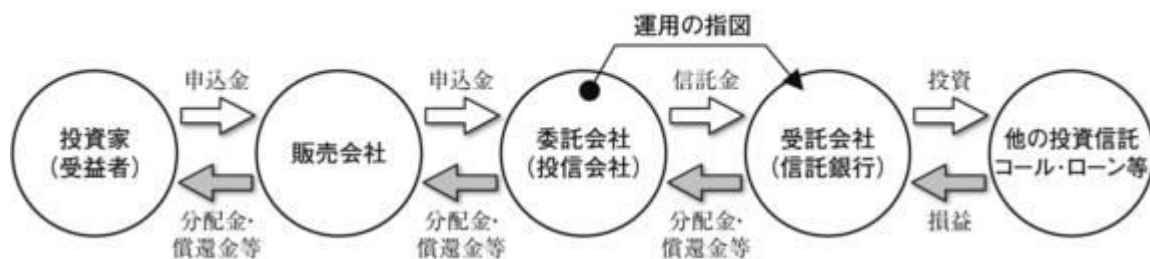 運用の指図
申込金
申込金
信託金
投資
投資家
（受益者）
販売会社
委託会社
（投信会社）
受託会社
（信託銀行）
他の投資信託
コール・ローン等
分配金・
償還金等
分配金・
償還金等
分配金・
償還金等
損益